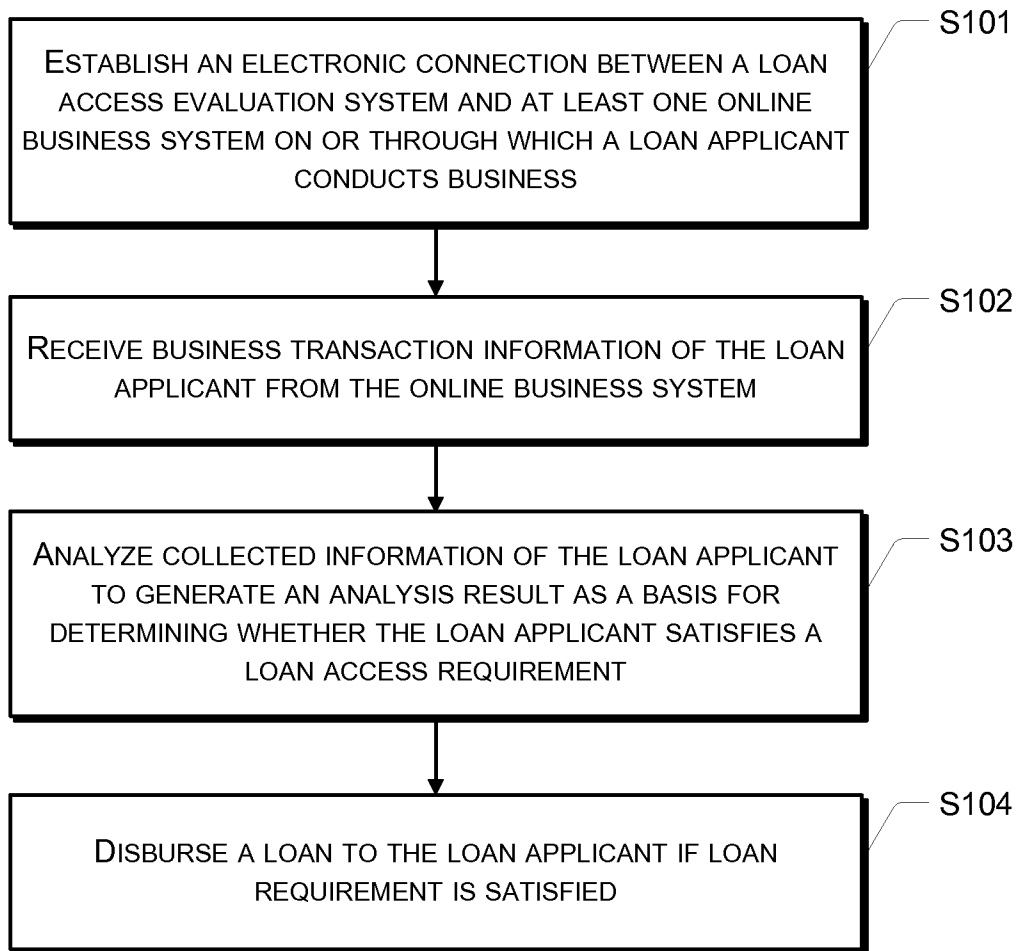 S101
ESTABLISH AN ELECTRONIC CONNECTION BETWEEN A LOAN
ACCESS EVALUATION SYSTEM AND AT LEAST ONE ONLINE
BUSINESS SYSTEM ON OR THROUGH WHICH A LOAN APPLICANT
CONDUCTS BUSINESS
S102
RECEIVE BUSINESS TRANSACTION INFORMATION OF THE LOAN
APPLICANT FROM THE ONLINE BUSINESS SYSTEM
S103
ANALYZE COLLECTED INFORMATION OF THE LOAN APPLICANT
TO GENERATE AN ANALYSIS RESULT AS A BASIS FOR
DETERMINING WHETHER THE LOAN APPLICANT SATISFIES A
LOAN ACCESS REQUIREMENT
S104
DISBURSE A LOAN TO THE LOAN APPLICANT IF LOAN
REQUIREMENT IS SATISFIED